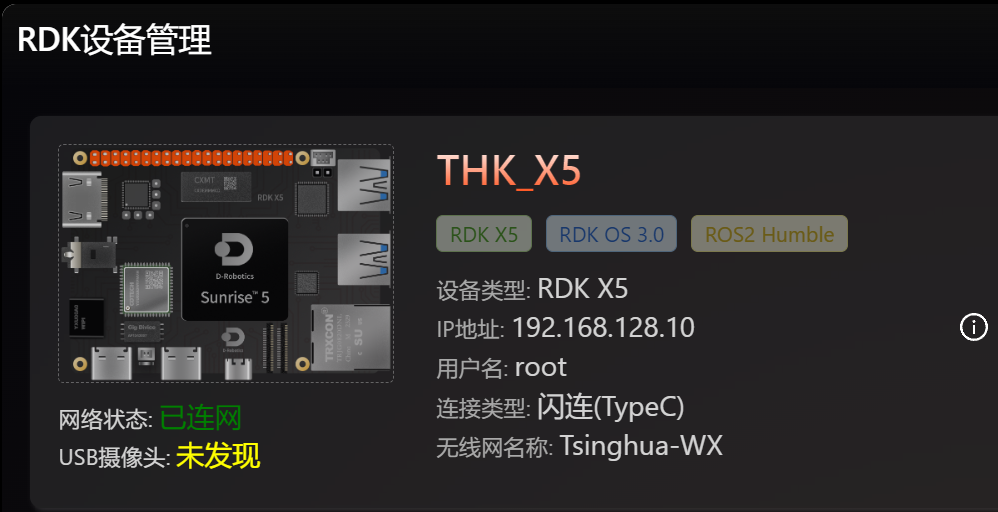 RDK设备管理
THK_X5
RDK X5
RDK OS 3.0
ROS2 Humble
设备类型: RDK X5
IP地址: 192.168.128.10
用户名: root
连接类型: 闪连(TypeC)
无线网名称: Tsinghua-WX
网络状态: 已连网
USB摄像头: 未发现
CXMT
RDK X5
D-Robotics
Sunrise™ 5
D-Robotics
TRXCON